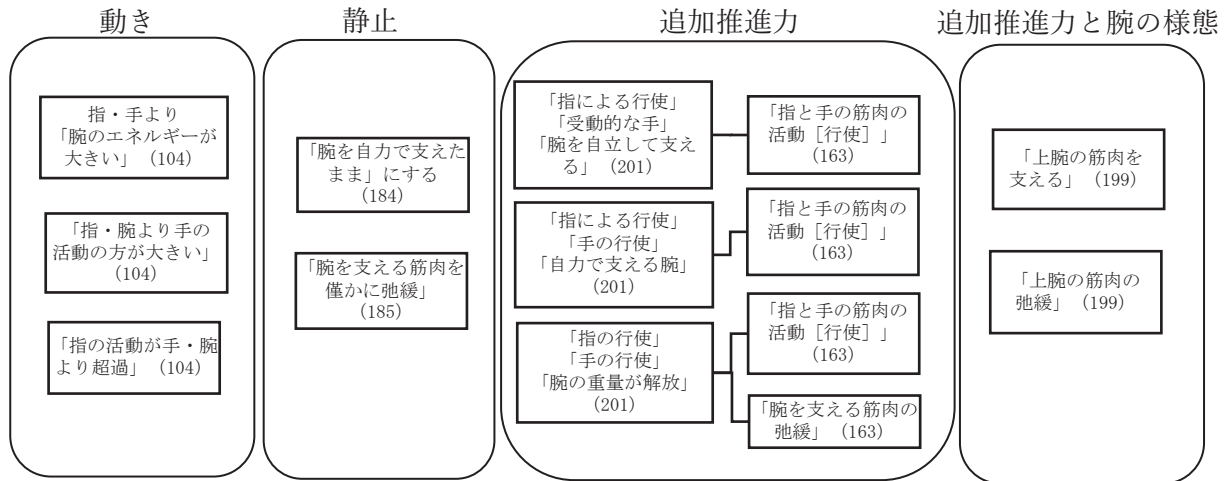 動き
指・手より
「腕のエネルギーが
大きい」（104）
「指・腕より手の
活動の方が大きい」
（104）
「指の活動が手・腕
より超過」（104）
静止
「腕を自力で支えた
まま」にする
（184）
「腕を支える筋肉を
僅かに弛緩」
（185）
追加推進力
「指による行使」
「受動的な手」
「腕を自立して支え
る」（201）
「指と手の筋肉の
活動［行使］」
（163）
「指による行使」
「手の行使」
「自力で支える腕」
（201）
「指と手の筋肉の
活動［行使］」
（163）
「指の行使」
「手の行使」
「腕の重量が解放」
（201）
「指と手の筋肉の
活動［行使］」
（163）
「腕を支える筋肉の
弛緩」（163）
追加推進力と腕の様態
「上腕の筋肉を
支える」（199）
「上腕の筋肉の
弛緩」（199）